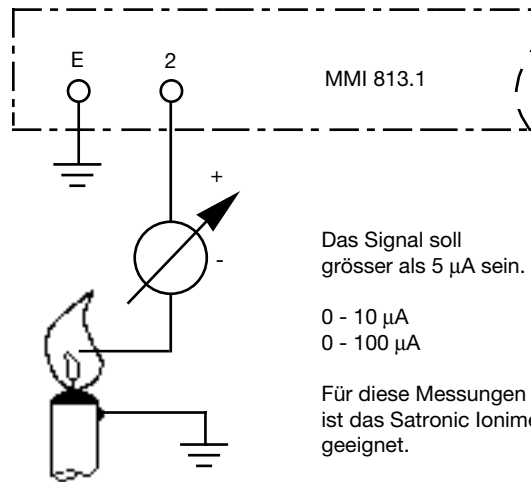 E
2
MMI 813.1
+
-
Das Signal soll
grösser als 5 µA sein.
0 - 10 µA
0 - 100 µA
Für diese Messungen
ist das Satronic
geeignet.